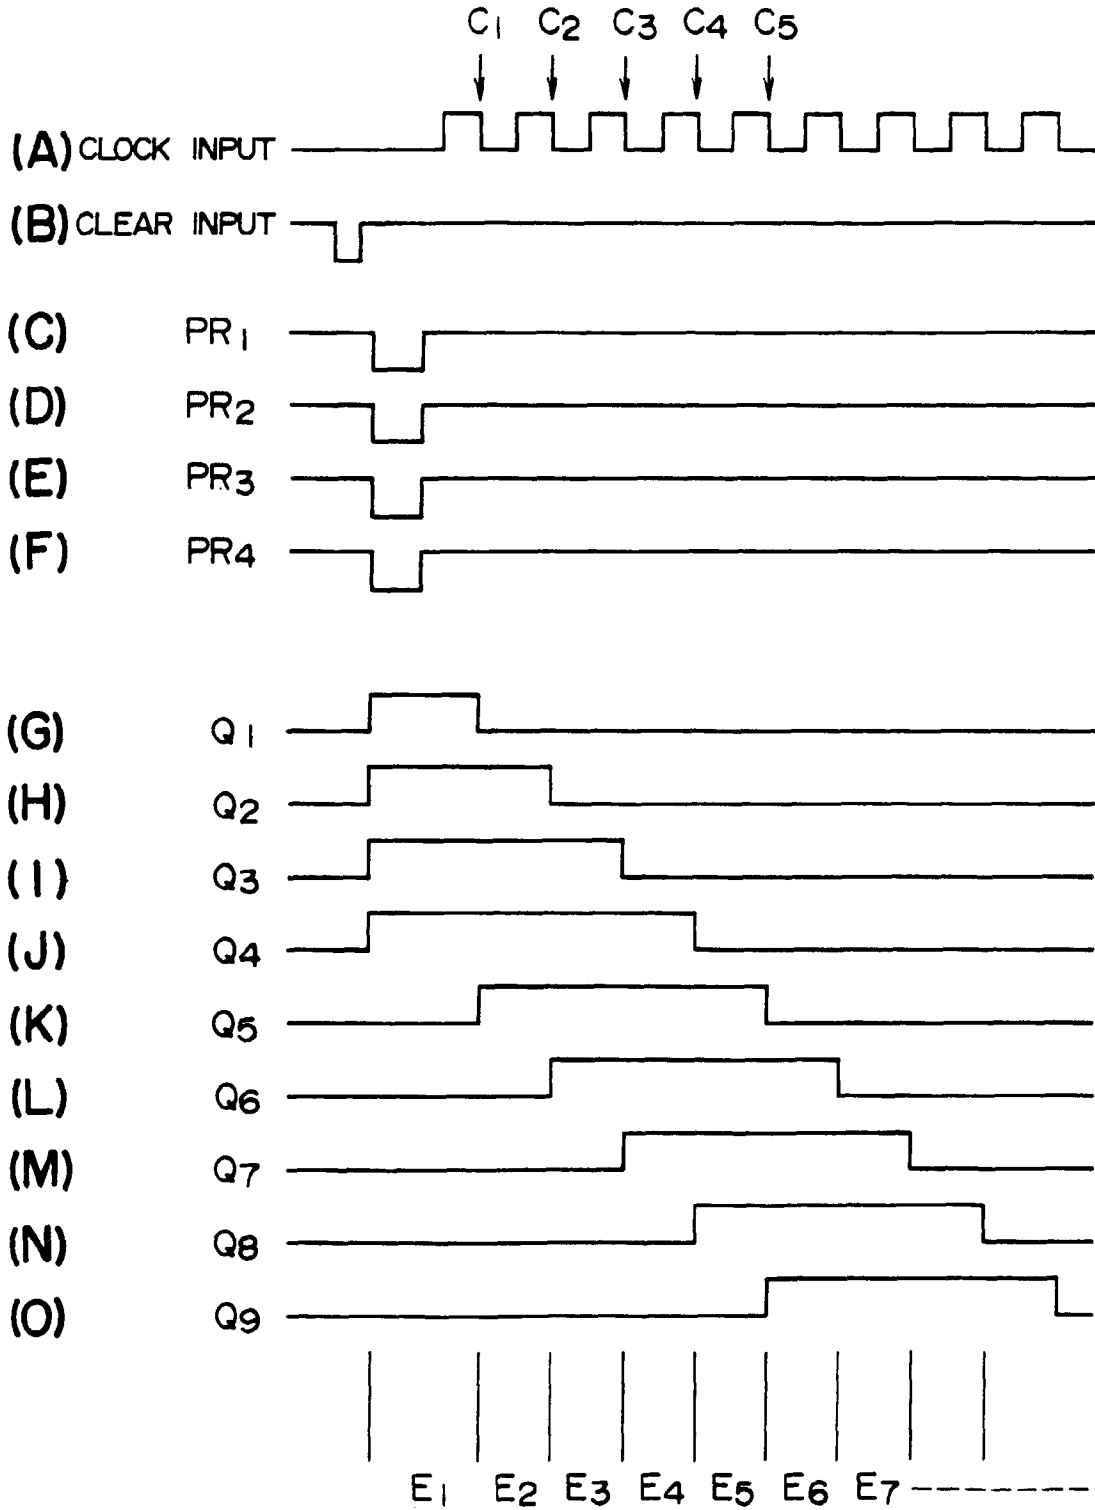 C1 C2 C3 C4 C5
(A) CLOCK INPUT
(B) CLEAR INPUT
(C) PR1
(D) PR2
(E) PR3
(F) PR4
(G) Q1
(H) Q2
(I) Q3
(J) Q4
(K) Q5
(L) Q6
(M) Q7
(N) Q8
(O) Q9
E1 E2 E3 E4 E5 E6 E7